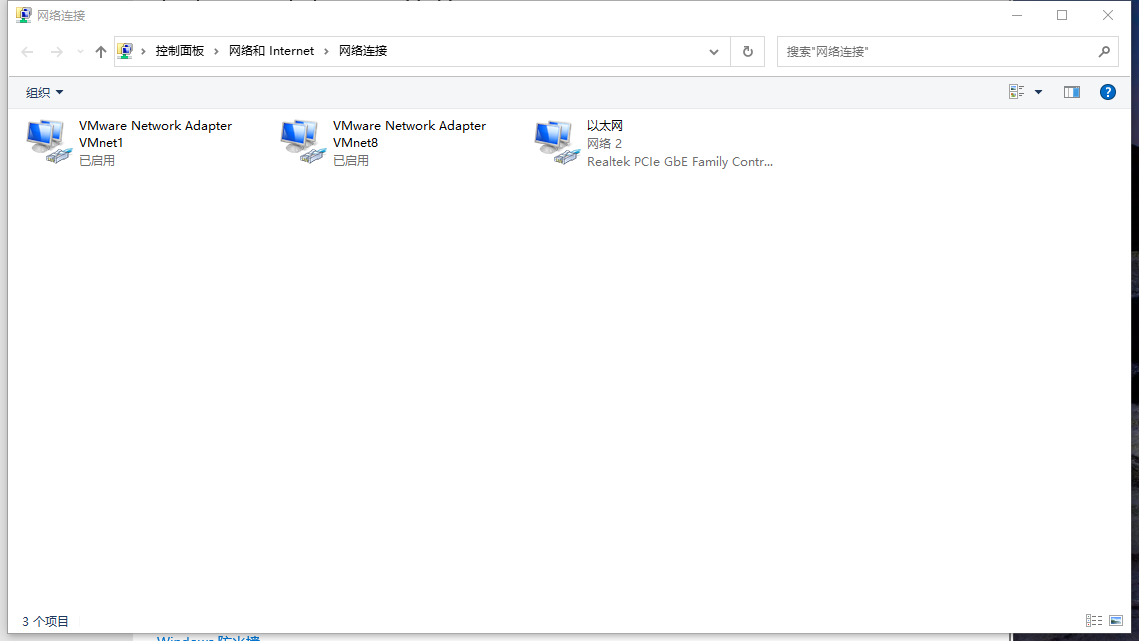 网络连接
控制面板 网络和 Internet 网络连接
搜索"网络连接"
组织
VMware Network Adapter
VMnet1
已启用
VMware Network Adapter
VMnet8
已启用
以太网
网络 2
Realtek PCIe GbE Family Contr...
3 个项目
Windows 防火墙